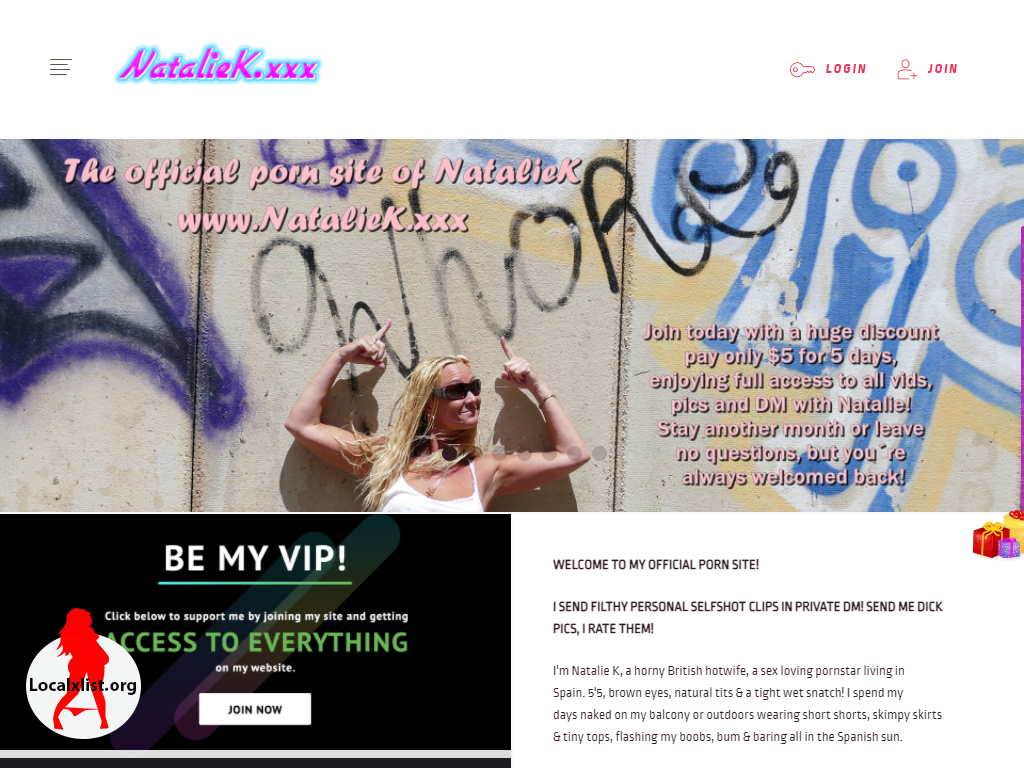 NatalieK.xxx
LOGIN
JOIN
The official porn site of NatalieK
www.NatalieK.xxx
whore
Join today with a huge discount
pay only $5 for 5 days,
enjoying full access to all vids,
pics and DM with Natalie!
Stay another month or leave
no questions, but you´re
always welcomed back!
BE MY VIP!
Click below to support me by joining my site and getting
ACCESS TO EVERYTHING
on my website.
JOIN NOW
Localxlist.org
WELCOME TO MY OFFICIAL PORN SITE!
I SEND FILTHY PERSONAL SELFSHOT CLIPS IN PRIVATE DM! SEND ME DICK
PICS, I RATE THEM!
I'm Natalie K, a horny British hotwife, a sex loving pornstar living in
Spain. 5'5, brown eyes, natural tits & a tight wet snatch! I spend my
days naked on my balcony or outdoors wearing short shorts, skimpy skirts
& tiny tops, flashing my boobs, bum & baring all in the Spanish sun.